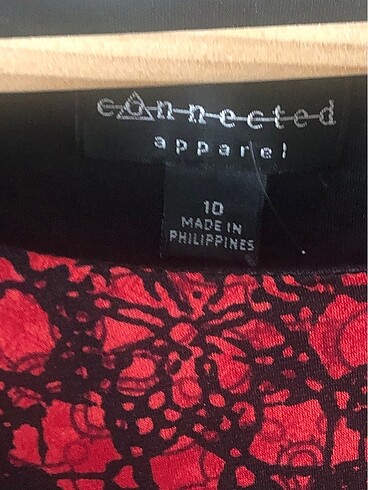 connected
apparel
10
MADE IN
PHILIPPINES